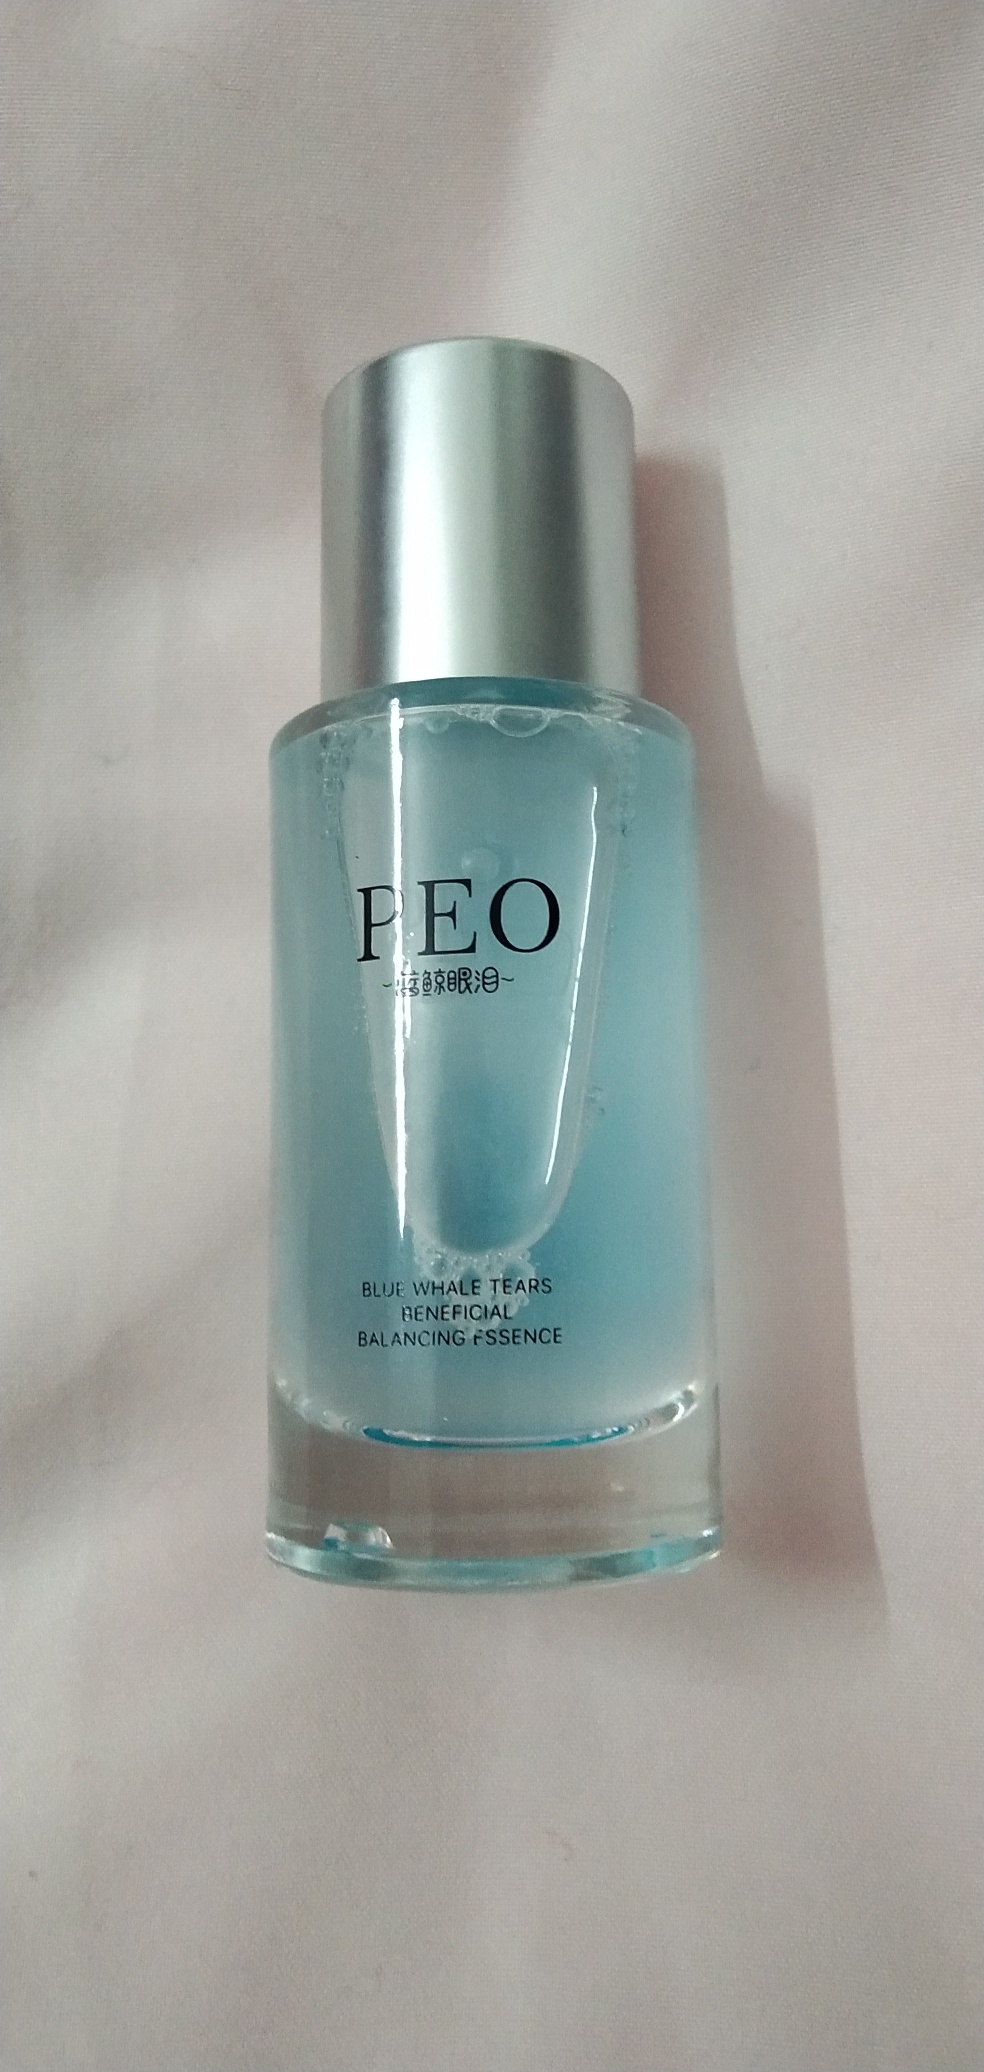 PEO
~蓝鲸眼泪~
BLUE WHALE TEARS
BENEFICIAL
BALANCING ESSENCE